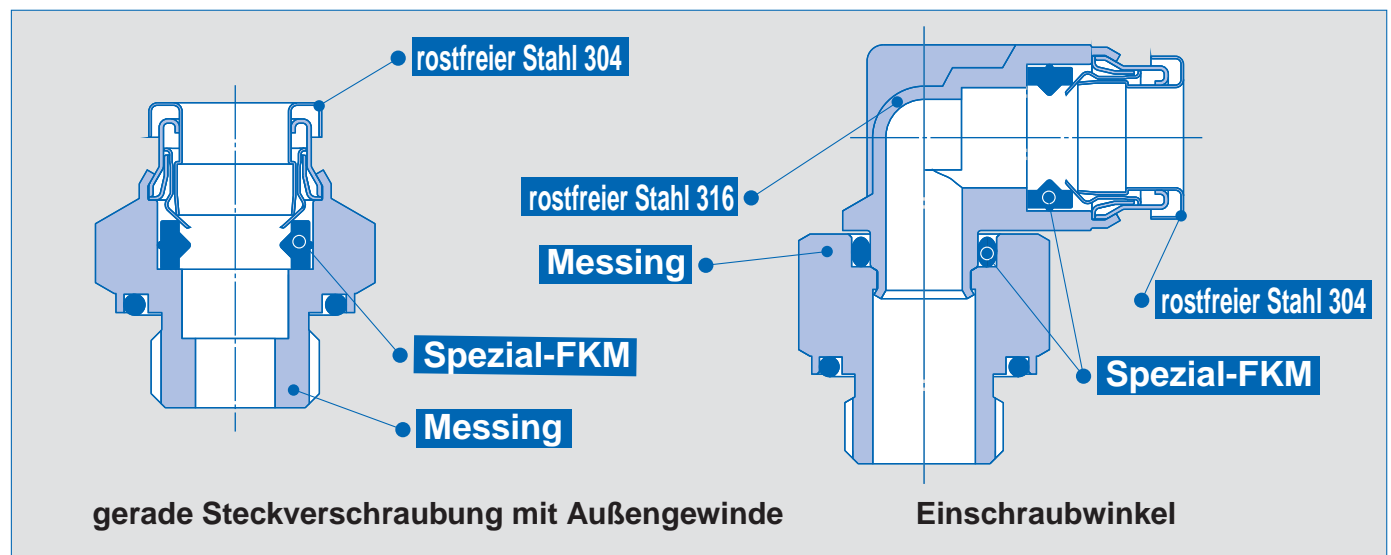 rostfreier Stahl 304
Spezial-FKM
Messing
gerade Steckverschraubung mit Außengewinde
rostfreier Stahl 316
Messing
rostfreier Stahl 304
Spezial-FKM
Einschraubwinkel